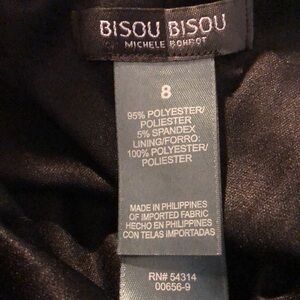 BISOU BISOU
MICHELE BOHBOT
8
95% POLYESTER/
POLIESTER
5% SPANDEX
LINING/FORRO:
100% POLYESTER/
POLIESTER
MADE IN PHILIPPINES
OF IMPORTED FABRIC
HECHO EN PHILIPPINES
CON TELAS IMPORTADAS
RN# 54314
00656-9